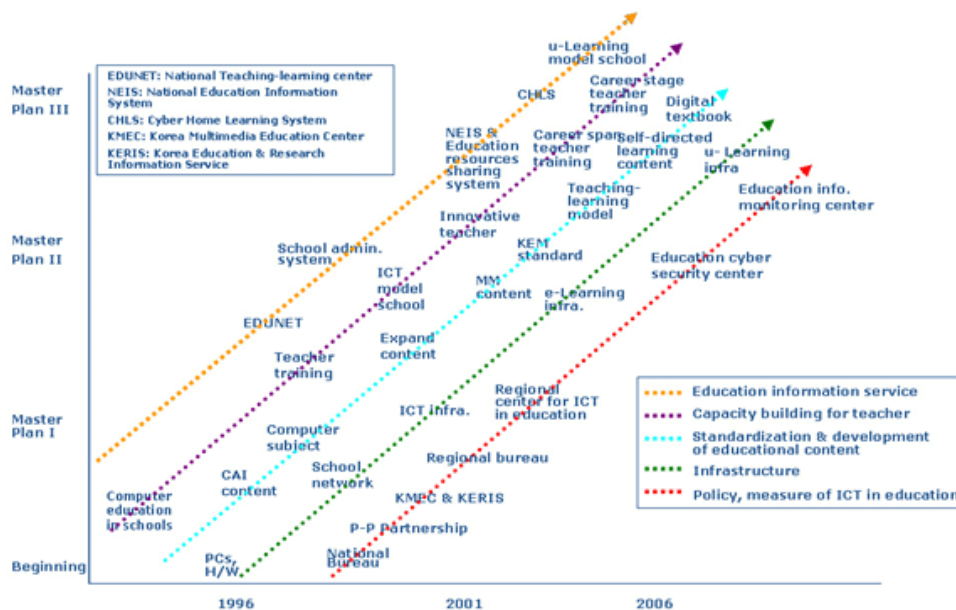 u-Learning
model school
EDUNET: National Teaching-learning center
NEIS: National Education Information
System
CHLS: Cyber Home Learning System
KMEC: Korea Multimedia Education Center
KERIS: Korea Education & Research
Information Service
Master
Plan III
CHLS
Career stage
teacher
training
Digital
textbook
NEIS &
Education
resources
sharing
system
Career span
teacher
training
Self-directed
learning
content
u- Learning
infra
Teaching-
learning
model
Education info.
monitoring center
Innovative
teacher
Master
Plan II
School admin.
system
KEM
standard
ICT
model
school
MM
content
Education cyber
security center
e-Learning
infra.
EDUNET
Expand
content
Teacher
training
Regional
center for ICT
in education
Master
Plan I
ICT infra.
Computer
subject
Regional bureau
School
network
CAI
content
Computer
education
in schools
KMEC & KERIS
P-P Partnership
National
Bureau
PCs,
H/W
Beginning
Education information service
Capacity building for teacher
Standardization & development
of educational content
Infrastructure
Policy, measure of ICT in education
1996
2001
2006